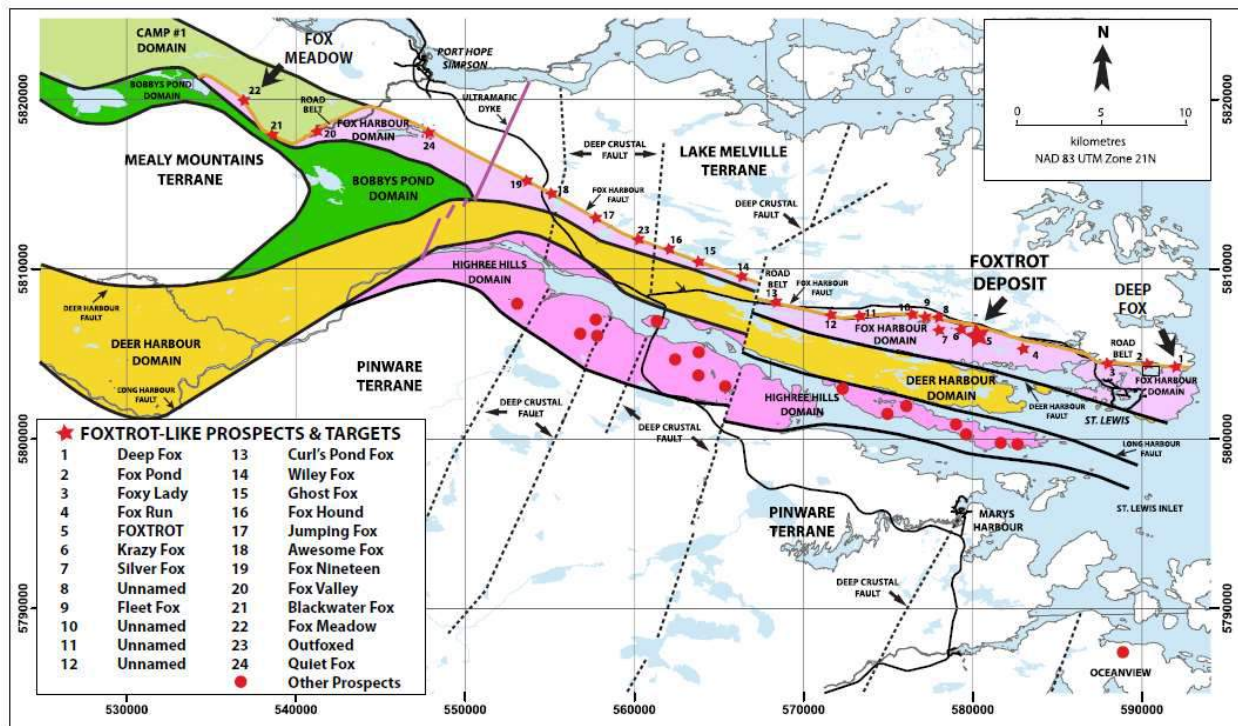 CAMP #1
DOMAIN
FOX
MEADOW
PORT HOPE
SIMPSON
N
BOBBYS POND
DOMAIN
22
ROAD
BELT
ULTRAMAFIC
DYKE
0 5 10
kilometres
NAD 83 UTM Zone 21N
5820000
5820000
21
20
FOX HARBOUR
DOMAIN
24
DEEP CRUSTAL
FAULT
LAKE MELVILLE
TERRANE
MEALY MOUNTAINS
TERRANE
BOBBYS POND
DOMAIN
19
18
FOX HARBOUR
FAULT
17
DEEP CRUSTAL
FAULT
23
16
15
14
5810000
5810000
HIGHREE HILLS
DOMAIN
ROAD
BELT
FOX HARBOUR
FAULT
FOXTROT
DEPOSIT
DEEP
FOX
DEER HARBOUR
FAULT
13
12
11
10
9
8
FOX HARBOUR
DOMAIN
7
6
5
4
ROAD
BELT
3
2
1
FOX HARBOUR
DOMAIN
DEER HARBOUR
DOMAIN
PINWARE
TERRANE
LONG HARBOUR
FAULT
DEEP CRUSTAL
FAULT
HIGHREE HILLS
DOMAIN
DEER HARBOUR
DOMAIN
DEER HARBOUR
FAULT
ST. LEWIS
DEEP CRUSTAL
FAULT
LONG HARBOUR
FAULT
5800000
5800000
ST. LEWIS INLET
PINWARE
TERRANE
MARYS
HARBOUR
DEEP CRUSTAL
FAULT
5790000
5790000
OCEANVIEW
FOXTROT-LIKE PROSPECTS & TARGETS
1 Deep Fox 13 Curl's Pond Fox
2 Fox Pond 14 Wiley Fox
3 Foxy Lady 15 Ghost Fox
4 Fox Run 16 Fox Hound
5 FOXTROT 17 Jumping Fox
6 Krazy Fox 18 Awesome Fox
7 Silver Fox 19 Fox Nineteen
8 Unnamed 20 Fox Valley
9 Fleet Fox 21 Blackwater Fox
10 Unnamed 22 Fox Meadow
11 Unnamed 23 Outfoxed
12 Unnamed 24 Quiet Fox
Other Prospects
530000 540000 550000 560000 570000 580000 590000